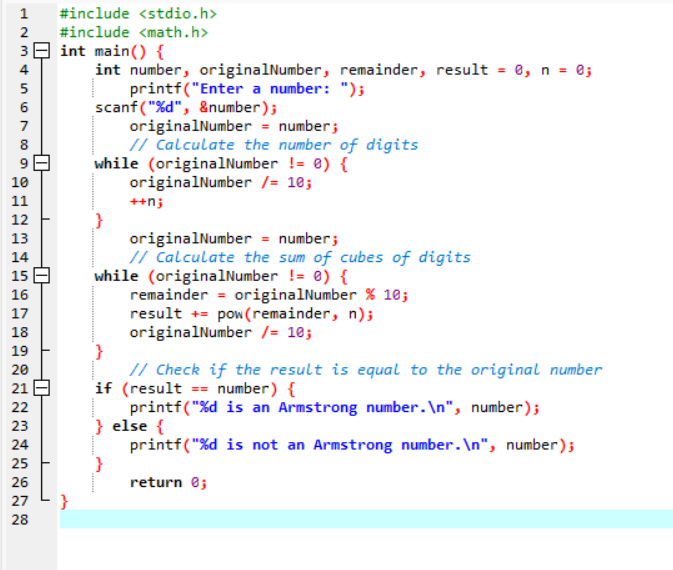 1 #include <stdio.h>
2 #include <math.h>
3 int main() {
4 int number, originalNumber, remainder, result = 0, n = 0;
5 printf("Enter a number: ");
6 scanf("%d", &number);
7 originalNumber = number;
8 // Calculate the number of digits
9 while (originalNumber != 0) {
10 originalNumber /= 10;
11 ++n;
12 }
13 originalNumber = number;
14 // Calculate the sum of cubes of digits
15 while (originalNumber != 0) {
16 remainder = originalNumber % 10;
17 result += pow(remainder, n);
18 originalNumber /= 10;
19 }
20 // Check if the result is equal to the original number
21 if (result == number) {
22 printf("%d is an Armstrong number.\n", number);
23 } else {
24 printf("%d is not an Armstrong number.\n", number);
25 }
26 return 0;
27 }
28